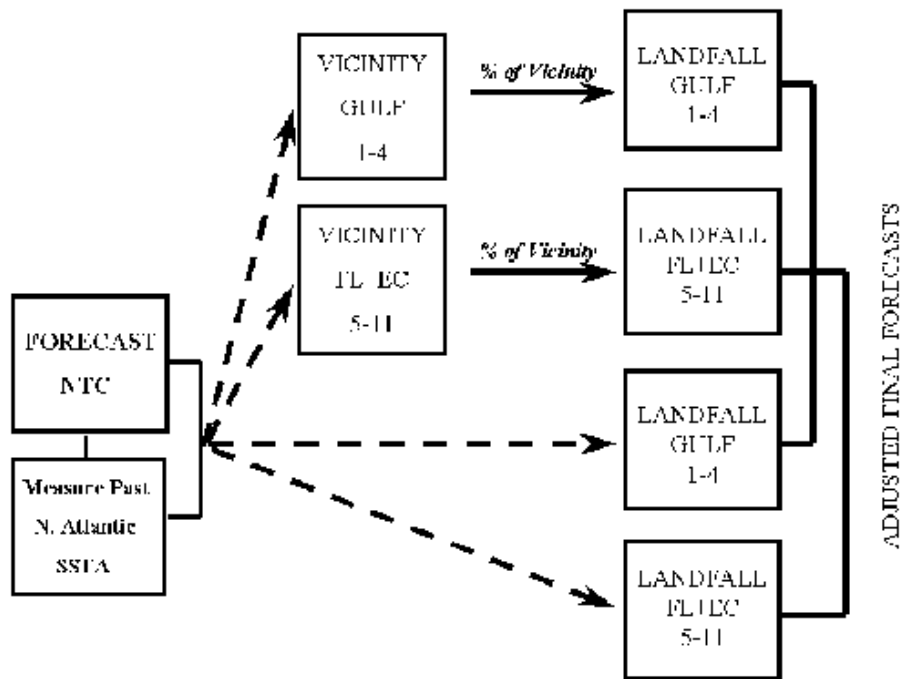 VICINITY
GULF
1-4
% of Vicinity
LANDFALL
GULF
1-4
VICINITY
FL EC
5-11
% of Vicinity
LANDFALL
FL+EC
5-11
FORECAST
NTC
Measure Past
N. Atlantic
SSTA
LANDFALL
GULF
1-4
LANDFALL
FL+EC
5-11
ADJUSTED FINAL FORECASTS